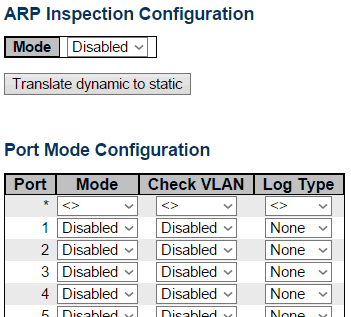 ARP Inspection Configuration
Mode Disabled
Translate dynamic to static
Port Mode Configuration
Port Mode Check VLAN Log Type
* <> <> <>
1 Disabled Disabled None
2 Disabled Disabled None
3 Disabled Disabled None
4 Disabled Disabled None
5 Disabled Disabled None